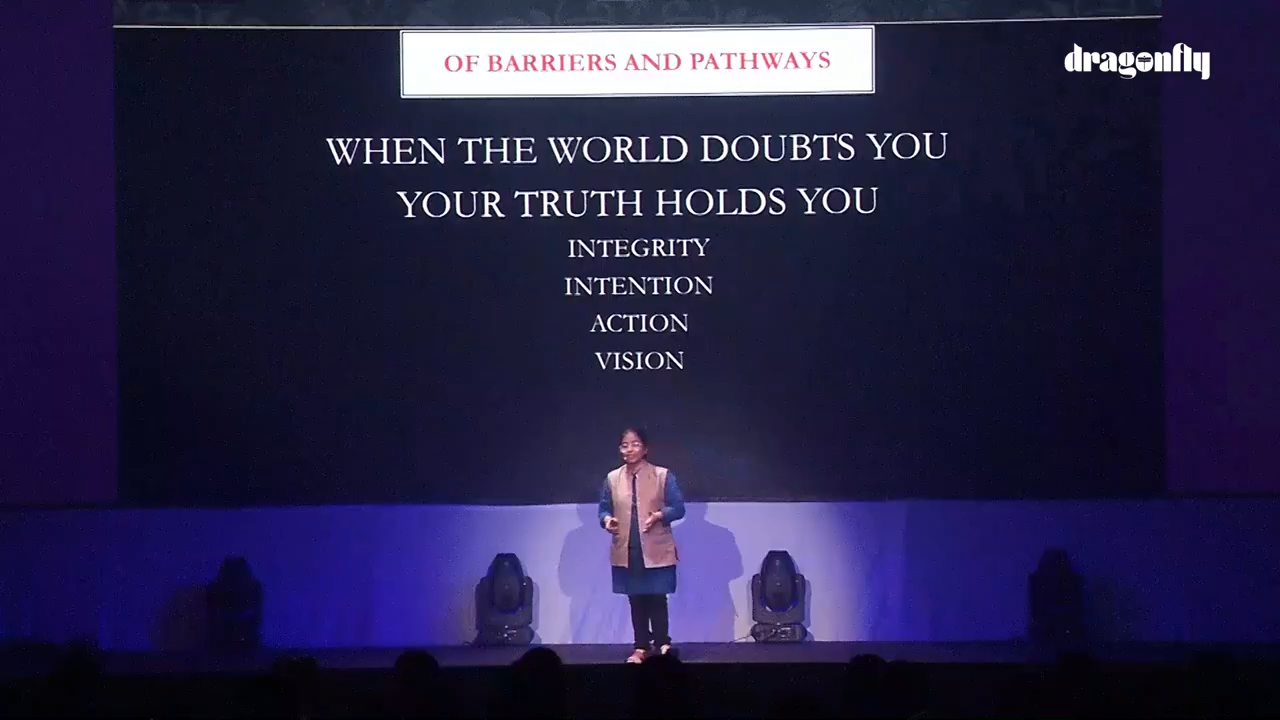 OF BARRIERS AND PATHWAYS
dragonfly
WHEN THE WORLD DOUBTS YOU
YOUR TRUTH HOLDS YOU
INTEGRITY
INTENTION
ACTION
VISION